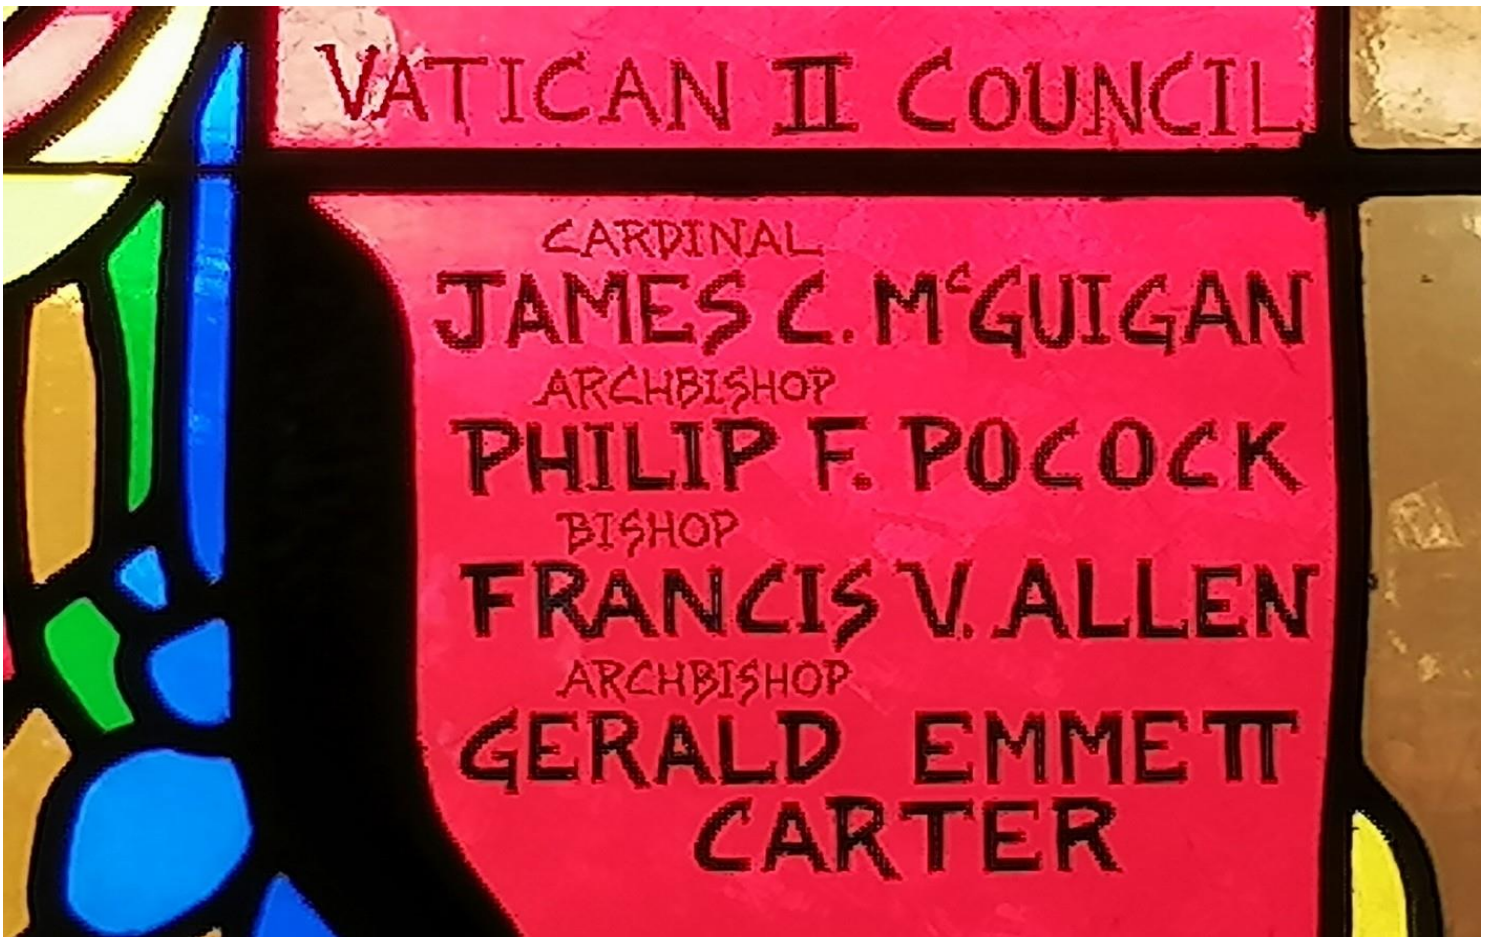 VATICAN II COUNCIL
CARDINAL
JAMES C. McGUIGAN
ARCHBISHOP
PHILIP F. POCOCK
BISHOP
FRANCIS V. ALLEN
ARCHBISHOP
GERALD EMMETT
CARTER